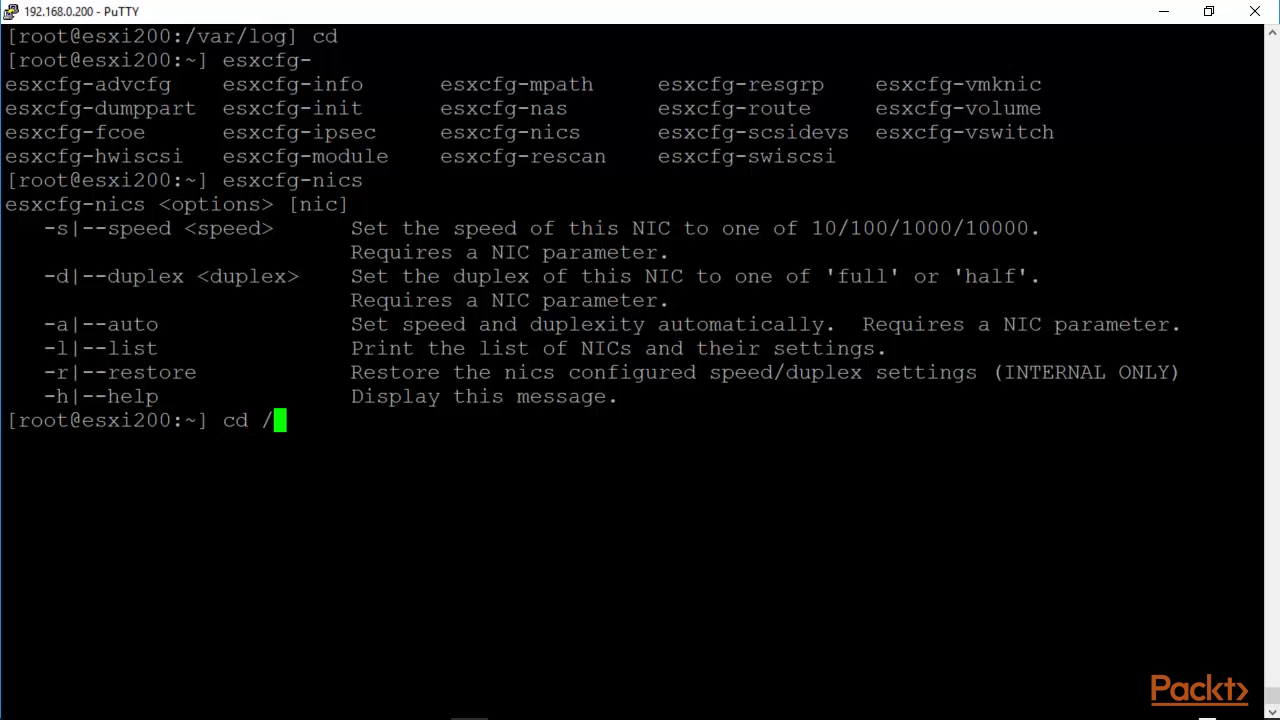 192.168.0.200 - PuTTY
[root@esxi200:/var/log] cd
[root@esxi200:~] esxcfg-
esxcfg-advcfg    esxcfg-info      esxcfg-mpath     esxcfg-resgrp    esxcfg-vmknic
esxcfg-dumppart  esxcfg-init      esxcfg-nas       esxcfg-route     esxcfg-volume
esxcfg-fcoe      esxcfg-ipsec     esxcfg-nics      esxcfg-scsidevs  esxcfg-vswitch
esxcfg-hwiscsi   esxcfg-module    esxcfg-rescan    esxcfg-swiscsi
[root@esxi200:~] esxcfg-nics
esxcfg-nics <options> [nic]
   -s|--speed <speed>      Set the speed of this NIC to one of 10/100/1000/10000.
                           Requires a NIC parameter.
   -d|--duplex <duplex>    Set the duplex of this NIC to one of 'full' or 'half'.
                           Requires a NIC parameter.
   -a|--auto               Set speed and duplexity automatically.  Requires a NIC parameter.
   -l|--list               Print the list of NICs and their settings.
   -r|--restore            Restore the nics configured speed/duplex settings (INTERNAL ONLY)
   -h|--help               Display this message.
[root@esxi200:~] cd /
Packt>